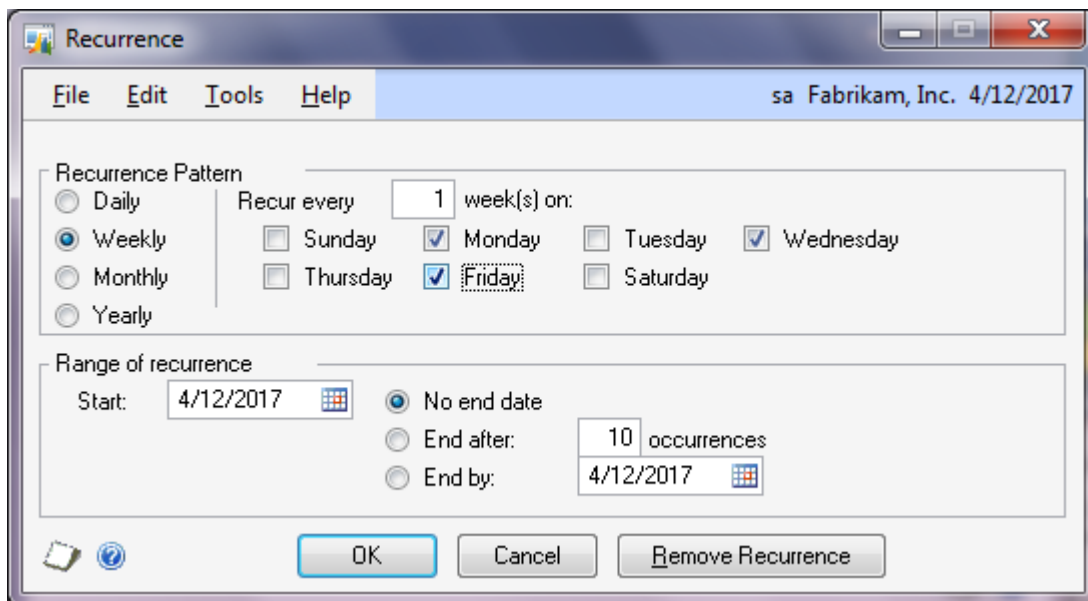 Recurrence
File Edit Tools Help sa Fabrikam, Inc. 4/12/2017
Recurrence Pattern
Daily Recur every 1 week(s) on:
Weekly Sunday Monday Tuesday Wednesday
Monthly Thursday Friday Saturday
Yearly
Range of recurrence
Start: 4/12/2017 No end date
End after: 10 occurrences
End by: 4/12/2017
OK Cancel Remove Recurrence